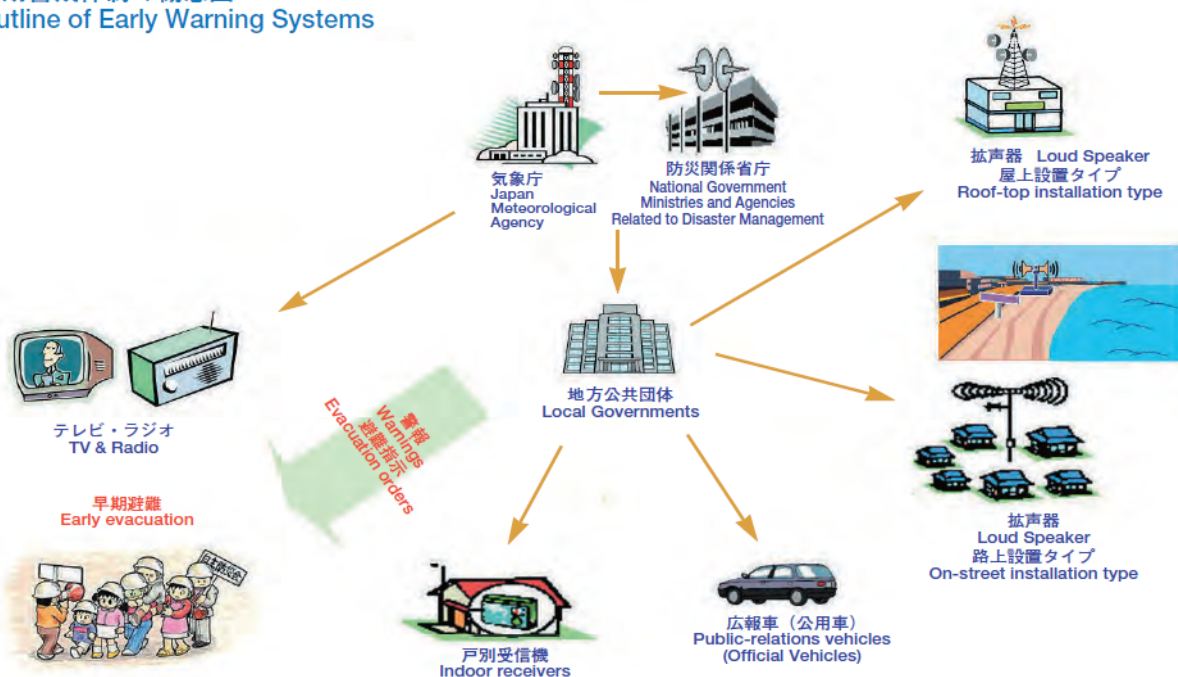 utline of Early Warning Systems
気象庁
Japan
Meteorological
Agency
防災関係省庁
National Government
Ministries and Agencies
Related to Disaster Management
拡声器 Loud Speaker
屋上設置タイプ
Roof-top installation type
テレビ・ラジオ
TV & Radio
地方公共団体
Local Governments
警報
Warnings
避難指示
Evacuation orders
早期避難
Early evacuation
自主防災会
拡声器
Loud Speaker
路上設置タイプ
On-street installation type
戸別受信機
Indoor receivers
広報車（公用車）
Public-relations vehicles
(Official Vehicles)